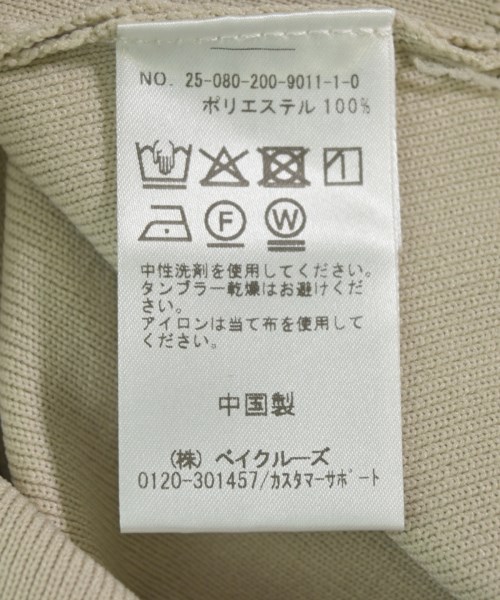 NO. 25-080-200-9011-1-0
ポリエステル100%
F W
中性洗剤を使用してください。
タンブラー乾燥はお避けくだ
さい。
アイロンは当て布を使用して
ください。
中国製
(株) ベイクルーズ
0120-301457/カスタマーサポート